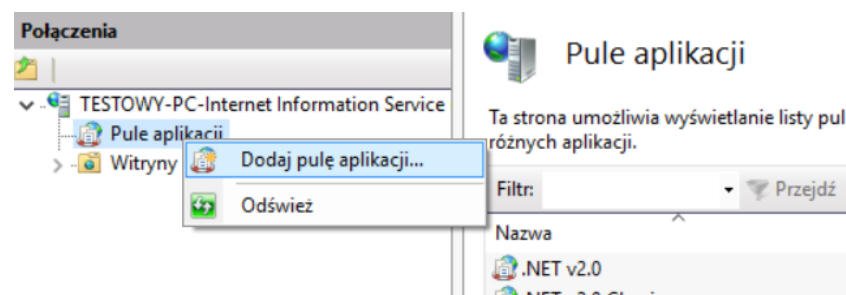 Połączenia
TESTOWY-PC-Internet Information Service
Pule aplikacji
Witryny
Dodaj pulę aplikacji...
Odśwież
Pule aplikacji
Ta strona umożliwia wyświetlanie listy pul
różnych aplikacji.
Filtr:
Przejdź
Nazwa
.NET v2.0